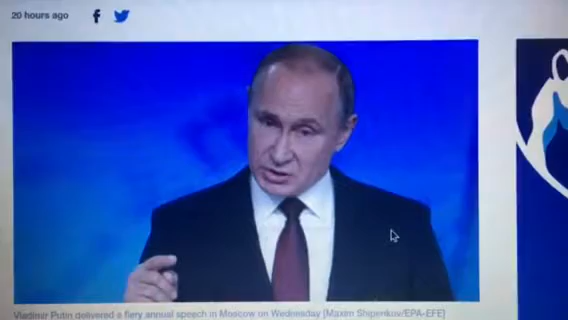 20 hours ago
Vladimir Putin delivered a fiery annual speech in Moscow on Wednesday [Maxim Shipenkov/EPA-EFE]